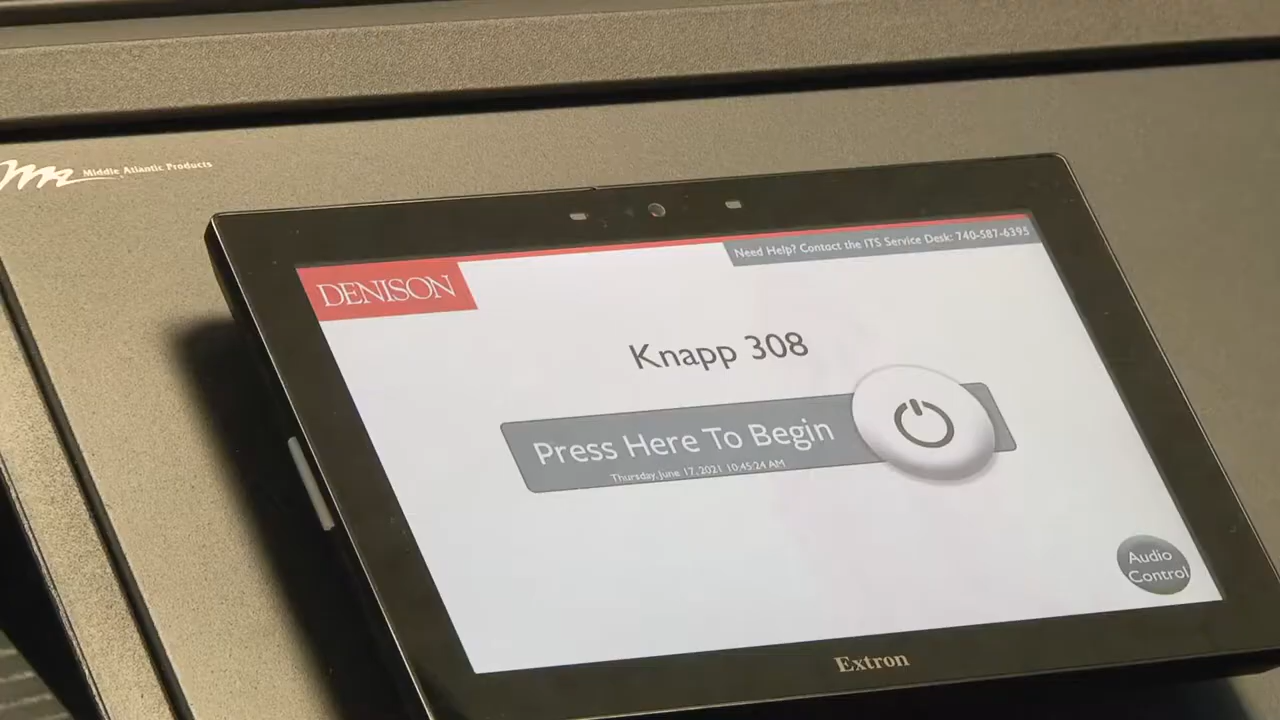 Middle Atlantic Products
Need Help? Contact the ITS Service Desk: 740-587-6395
DENISON
Knapp 308
Press Here To Begin
Thursday, June 17, 2021 10:45:24 AM
Audio
Control
Extron